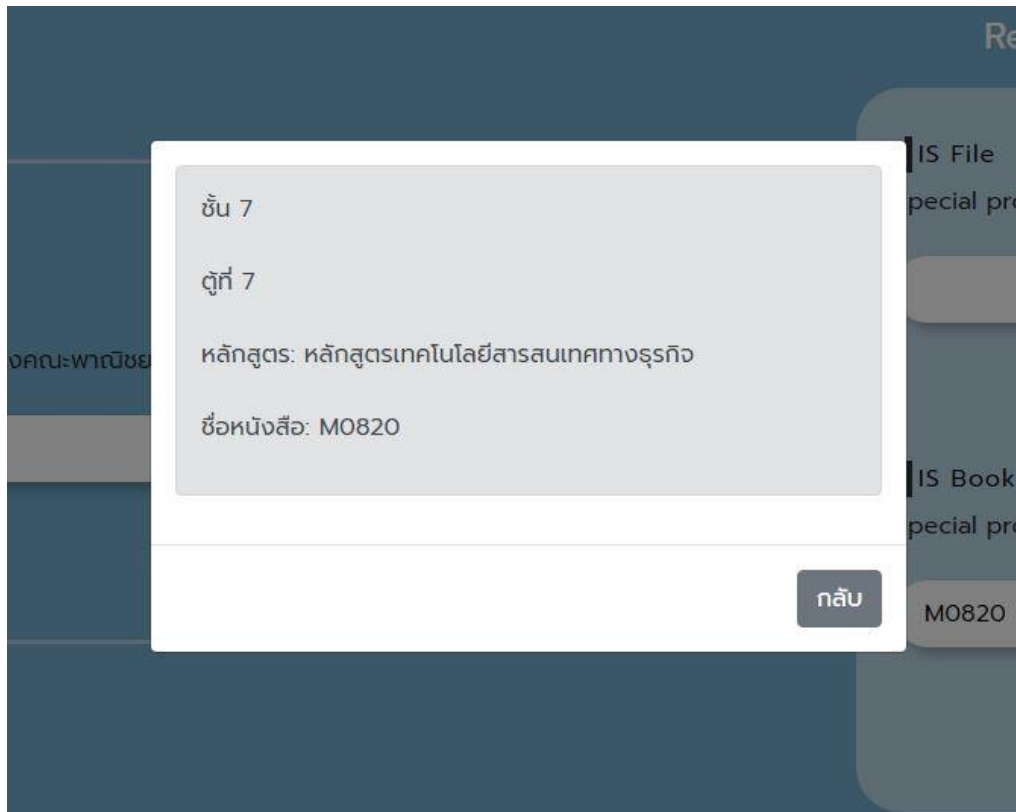 Re
IS File
pecial pro
ชั้น 7
ตู้ที่ 7
งคณะพาณิชย
หลักสูตร: หลักสูตรเทคโนโลยีสารสนเทศทางธุรกิจ
ชื่อหนังสือ: M0820
IS Book
pecial pro
กลับ
M0820